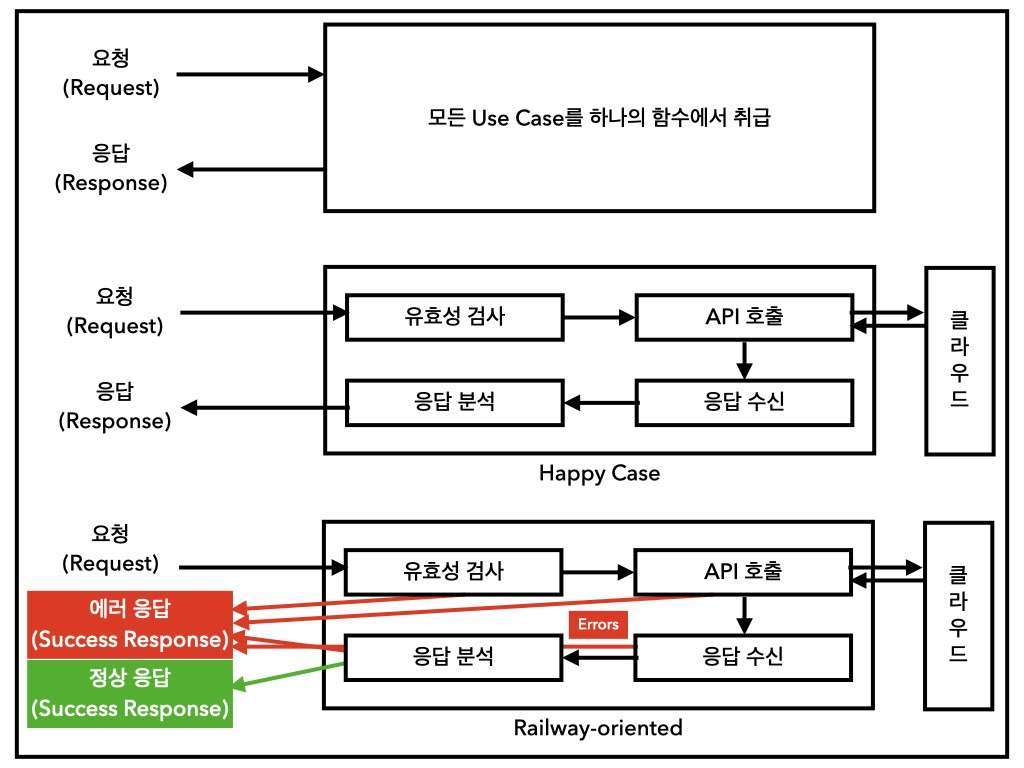 요청
(Request)
모든 Use Case를 하나의 함수에서 취급
응답
(Response)
요청
(Request)
유효성 검사
API 호출
클
라
우
드
응답
(Response)
응답 분석
응답 수신
Happy Case
요청
(Request)
유효성 검사
API 호출
클
라
우
드
에러 응답
(Success Response)
Errors
응답 분석
응답 수신
정상 응답
(Success Response)
Railway-oriented